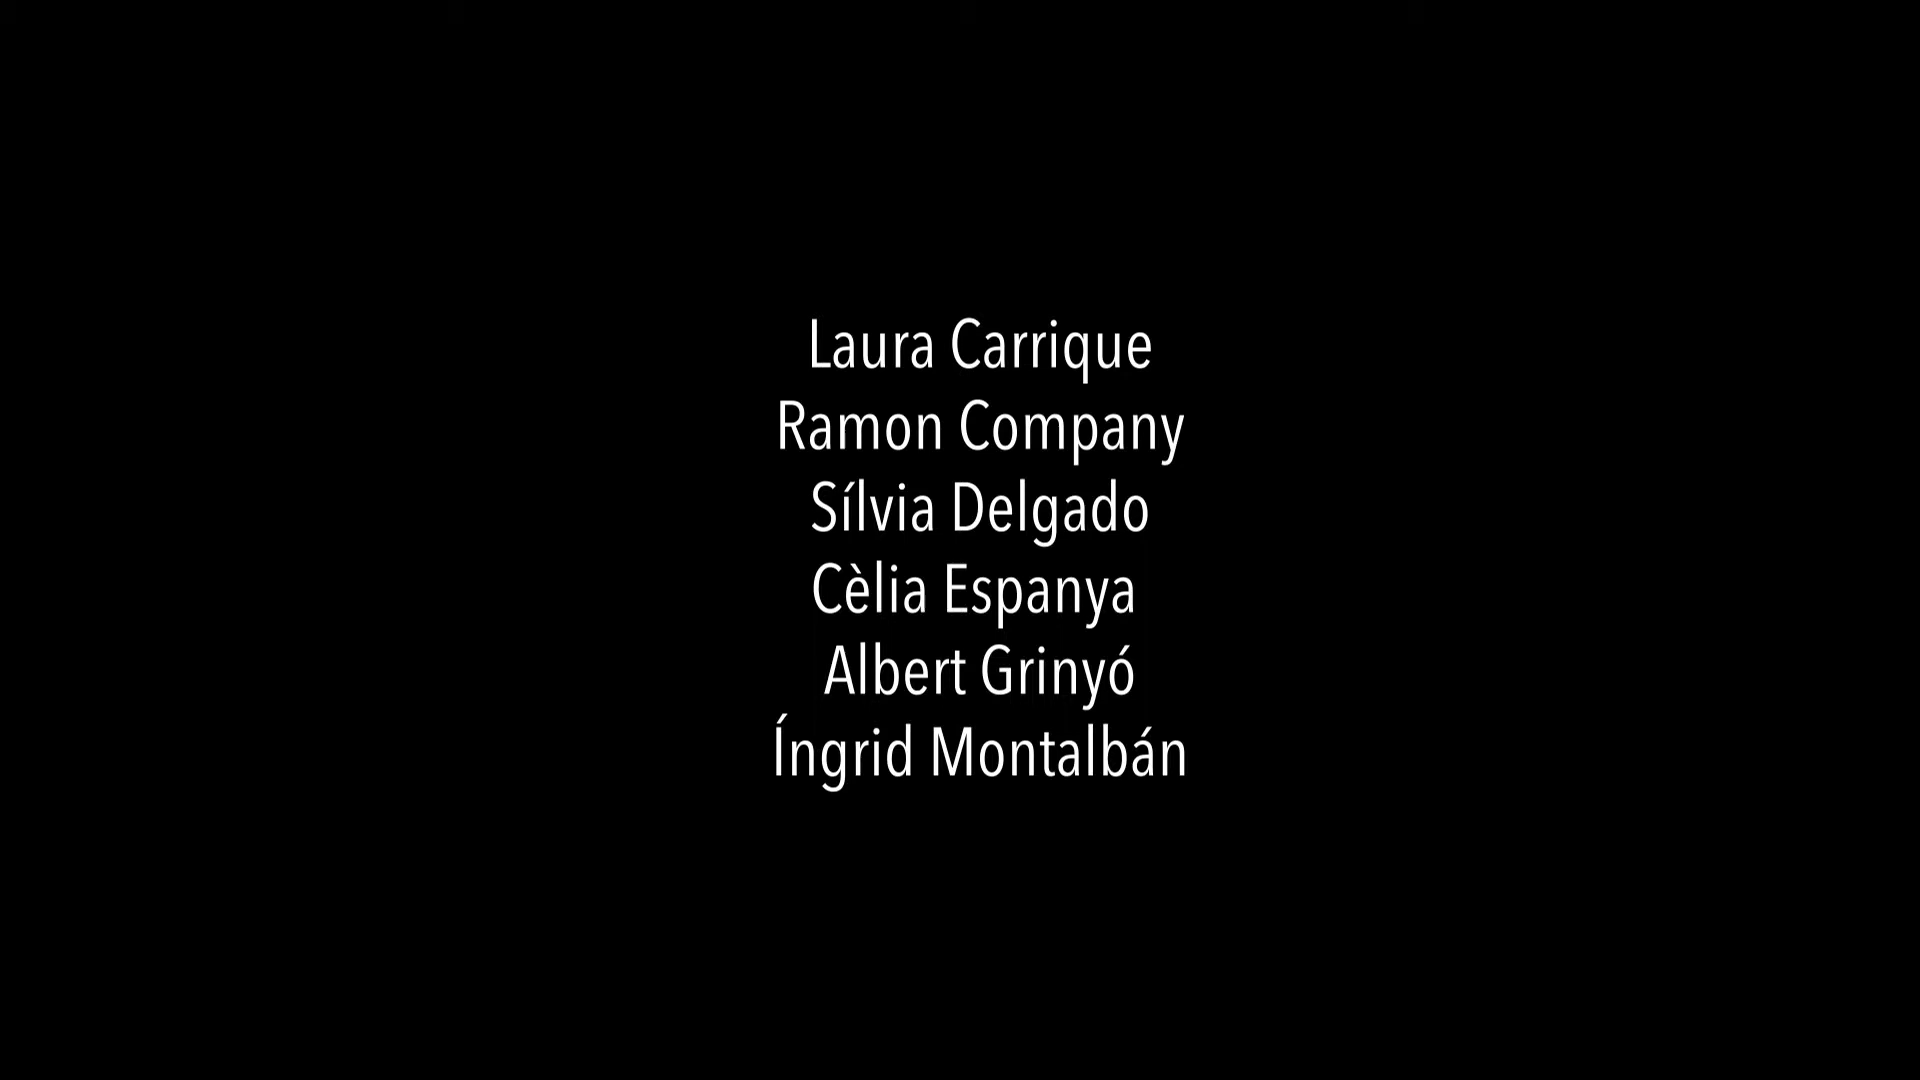 Laura Carrique
Ramon Company
Sílvia Delgado
Cèlia Espanya
Albert Grinyó
Íngrid Montalbán